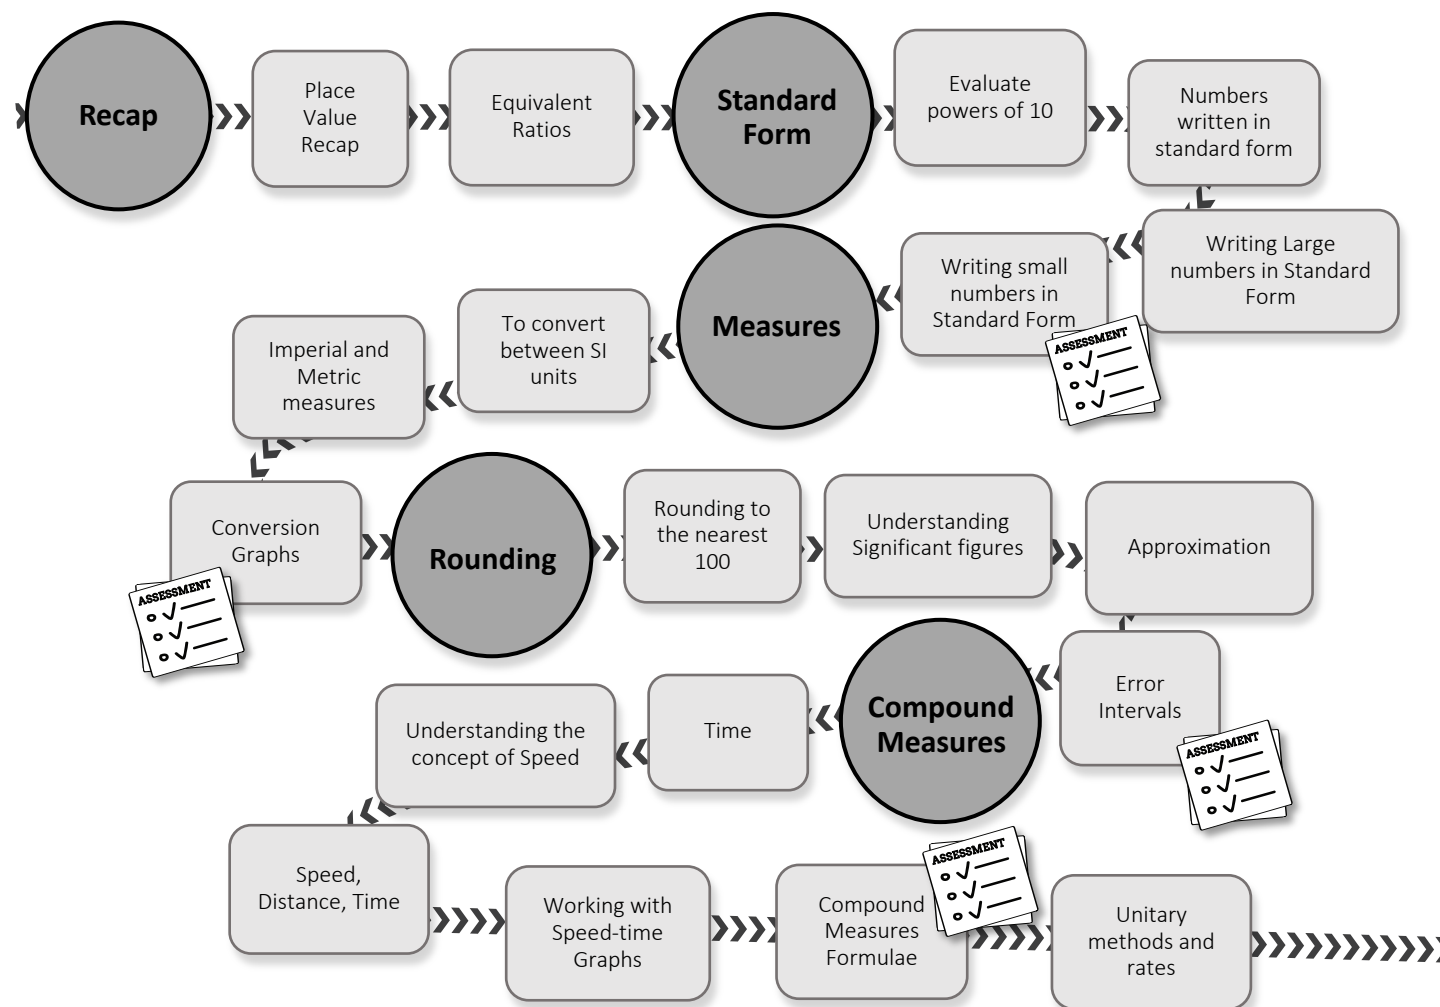 Recap
Place
Value
Recap
Equivalent
Ratios
Standard
Form
Evaluate
powers of 10
Numbers
written in
standard form
Writing Large
numbers in Standard
Form
Writing small
numbers in
Standard Form
ASSESSMENT
Measures
To convert
between SI
units
Imperial and
Metric
measures
Conversion
Graphs
ASSESSMENT
Rounding
Rounding to
the nearest
100
Understanding
Significant figures
Approximation
Error
Intervals
ASSESSMENT
Compound
Measures
Time
Understanding the
concept of Speed
Speed,
Distance, Time
Working with
Speed-time
Graphs
Compound
Measures
Formulae
ASSESSMENT
Unitary
methods and
rates